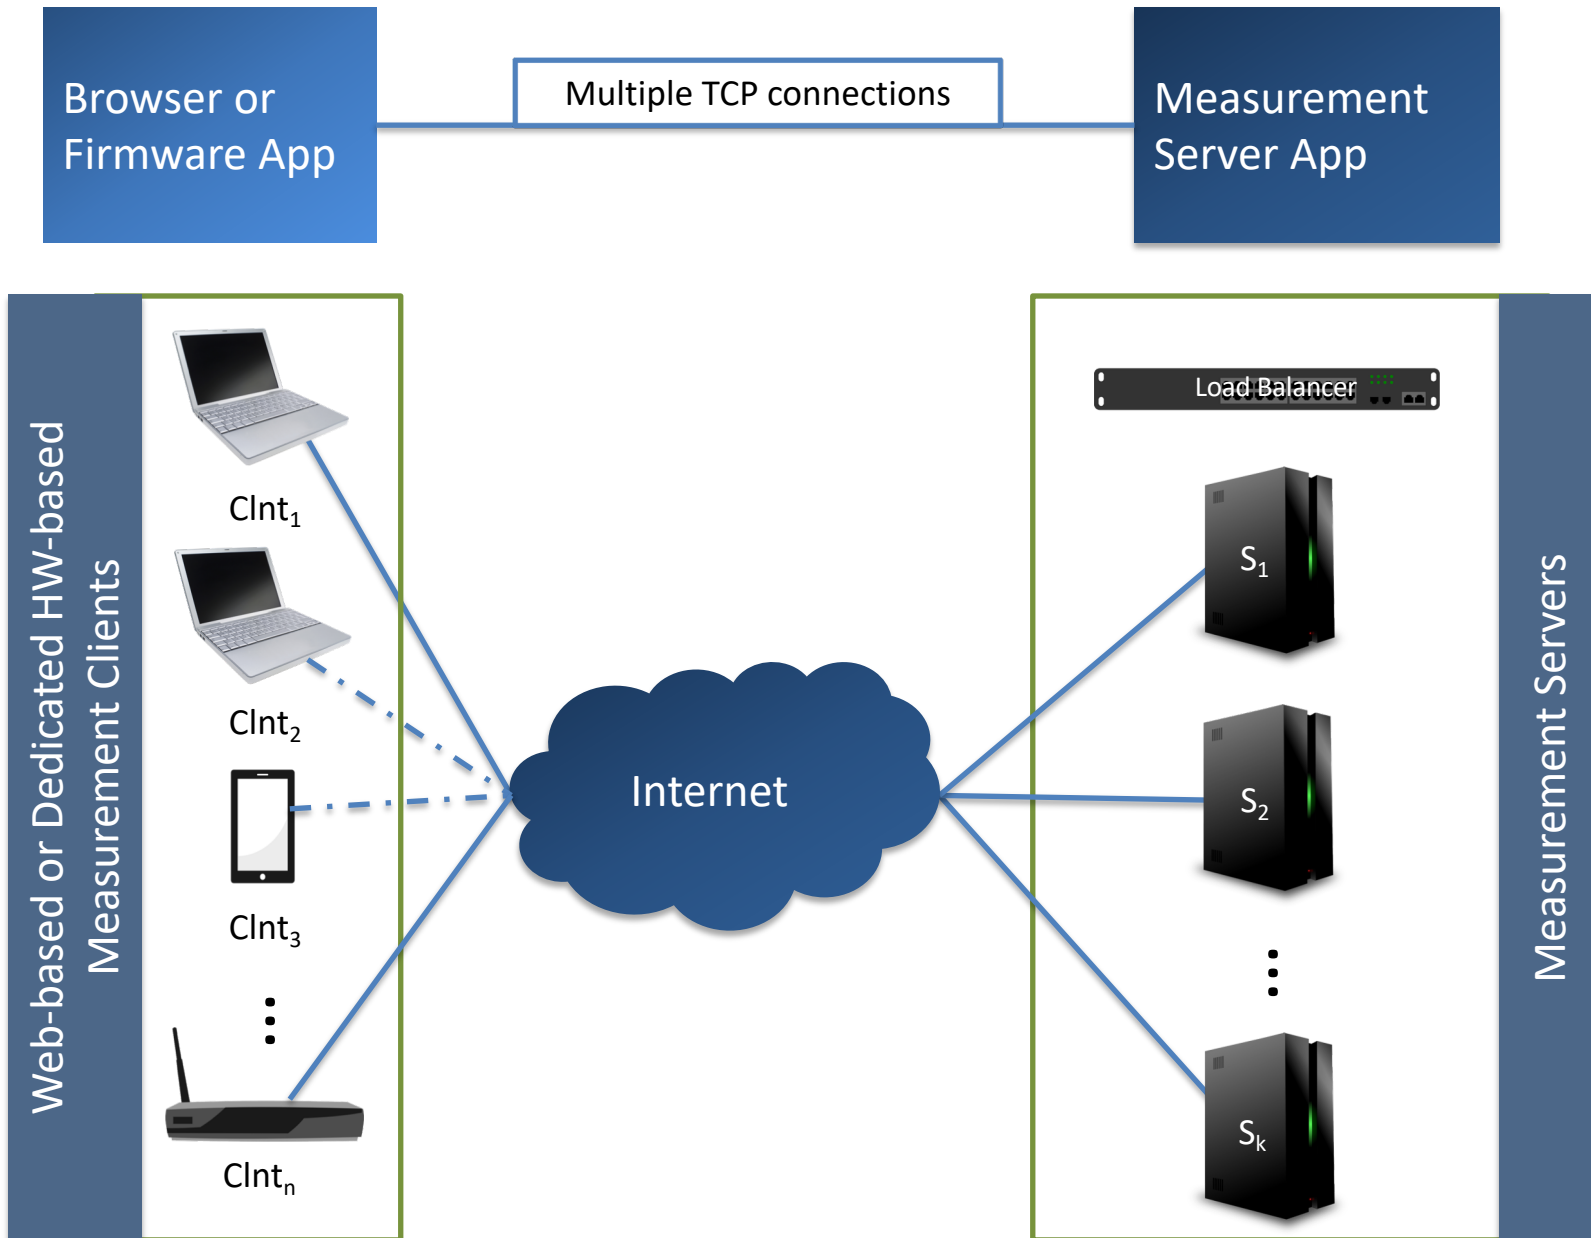 Browser or
Firmware App
Multiple TCP connections
Measurement
Server App
Web-based or Dedicated HW-based
Measurement Clients
Clnt₁
Clnt₂
Clnt₃
Clntₙ
Internet
Load Balancer
S₁
S₂
Sₖ
Measurement Servers